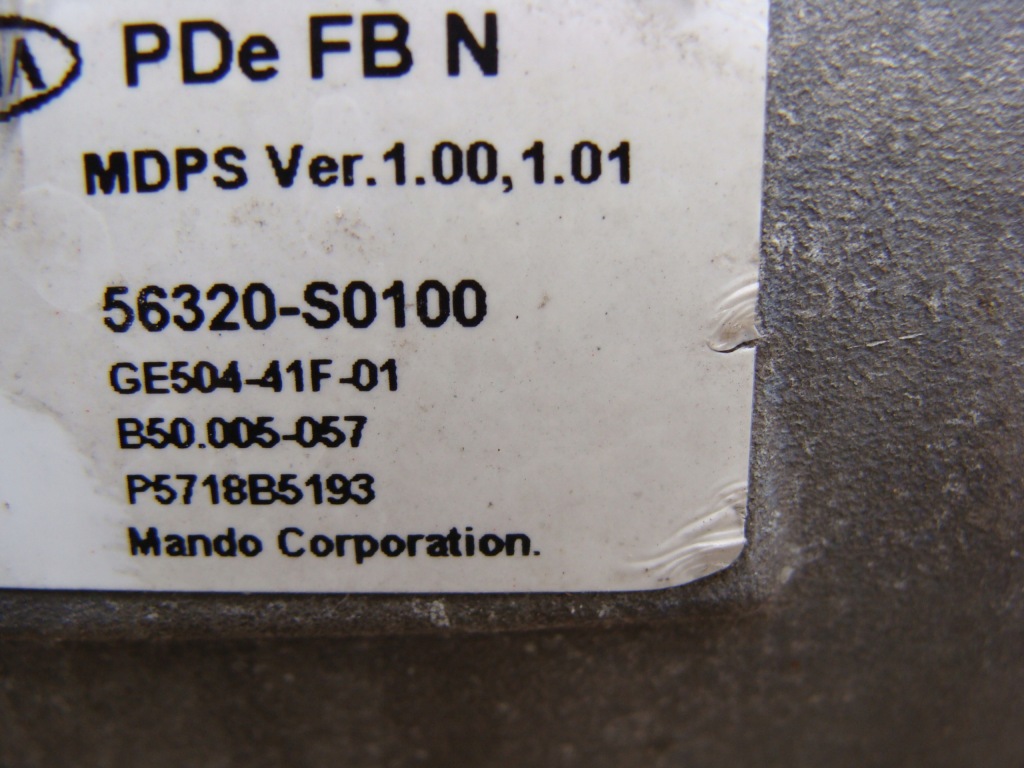 PDe FB N
MDPS Ver.1.00,1.01
56320-S0100
GE504-41F-01
B50.005-057
P5718B5193
Mando Corporation.